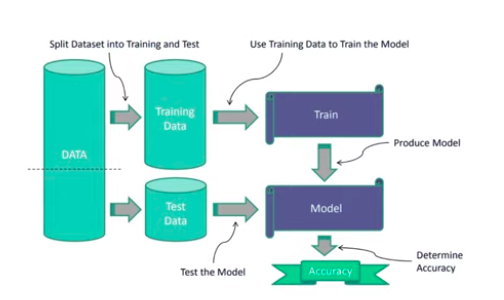 Split Dataset into Training and Test
Use Training Data to Train the Model
Training
Data
Train
DATA
Produce Model
Test
Data
Model
Test the Model
Determine
Accuracy
Accuracy